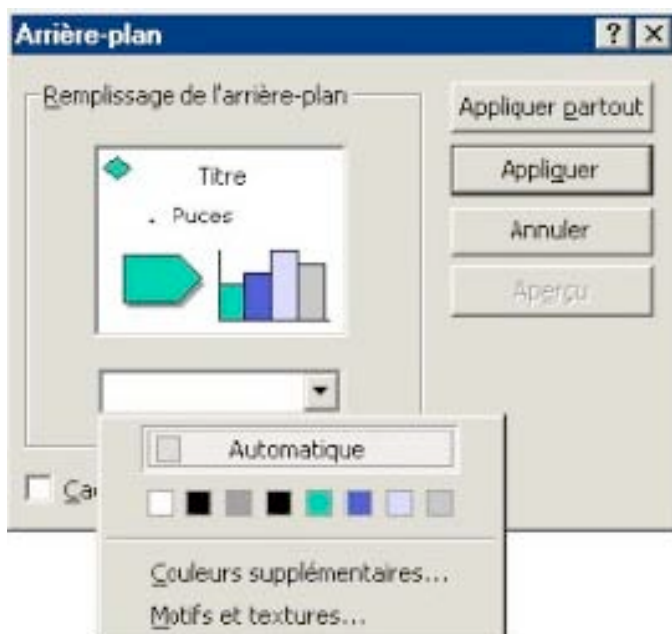 Arrière-plan
Remplissage de l'arrière-plan
Titre
. Puces
Appliquer partout
Appliquer
Annuler
Aperçu
Automatique
Couleurs supplémentaires...
Motifs et textures...